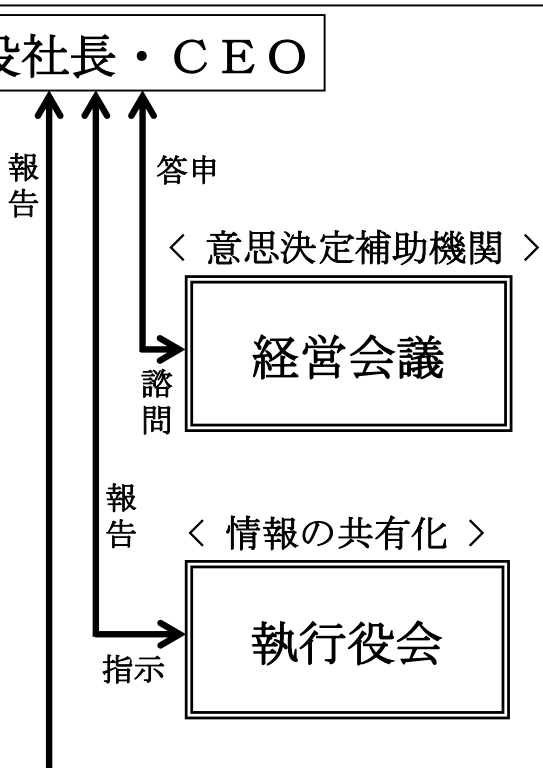 役社長・ＣＥＯ
報告
答申
〈 意思決定補助機関 〉
経営会議
諮問
報告
〈 情報の共有化 〉
執行役会
指示